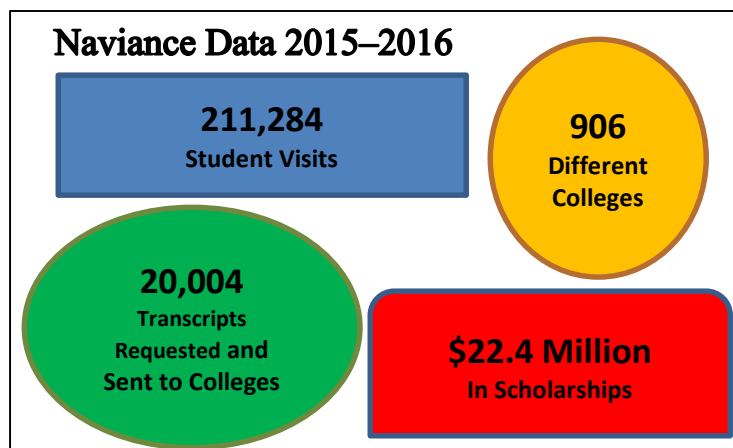 Naviance Data 2015–2016
211,284
Student Visits
906
Different
Colleges
20,004
Transcripts
Requested and
Sent to Colleges
$22.4 Million
In Scholarships